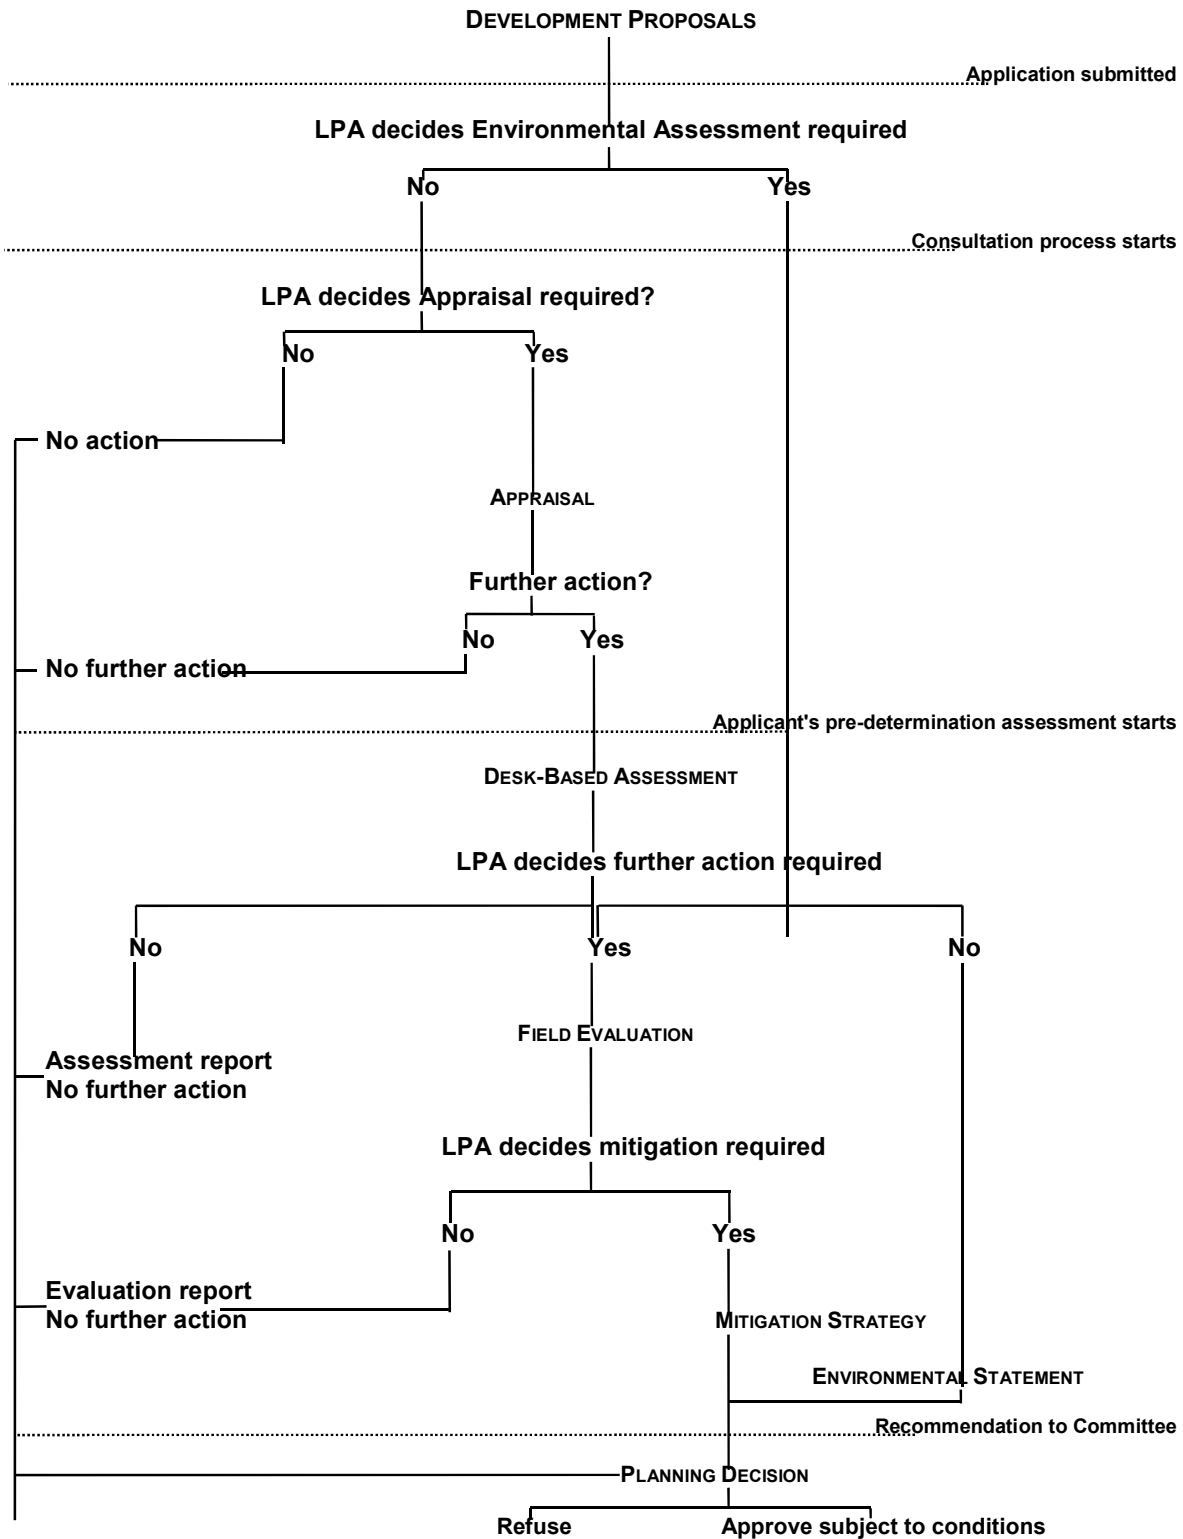 DEVELOPMENT PROPOSALS
Application submitted
LPA decides Environmental Assessment required
No Yes
Consultation process starts
LPA decides Appraisal required?
No Yes
No action
APPRAISAL
Further action?
No Yes
No further action
Applicant's pre-determination assessment starts
DESK-BASED ASSESSMENT
LPA decides further action required
No Yes No
FIELD EVALUATION
Assessment report
No further action
LPA decides mitigation required
No Yes
Evaluation report
No further action
MITIGATION STRATEGY
ENVIRONMENTAL STATEMENT
Recommendation to Committee
PLANNING DECISION
Refuse Approve subject to conditions